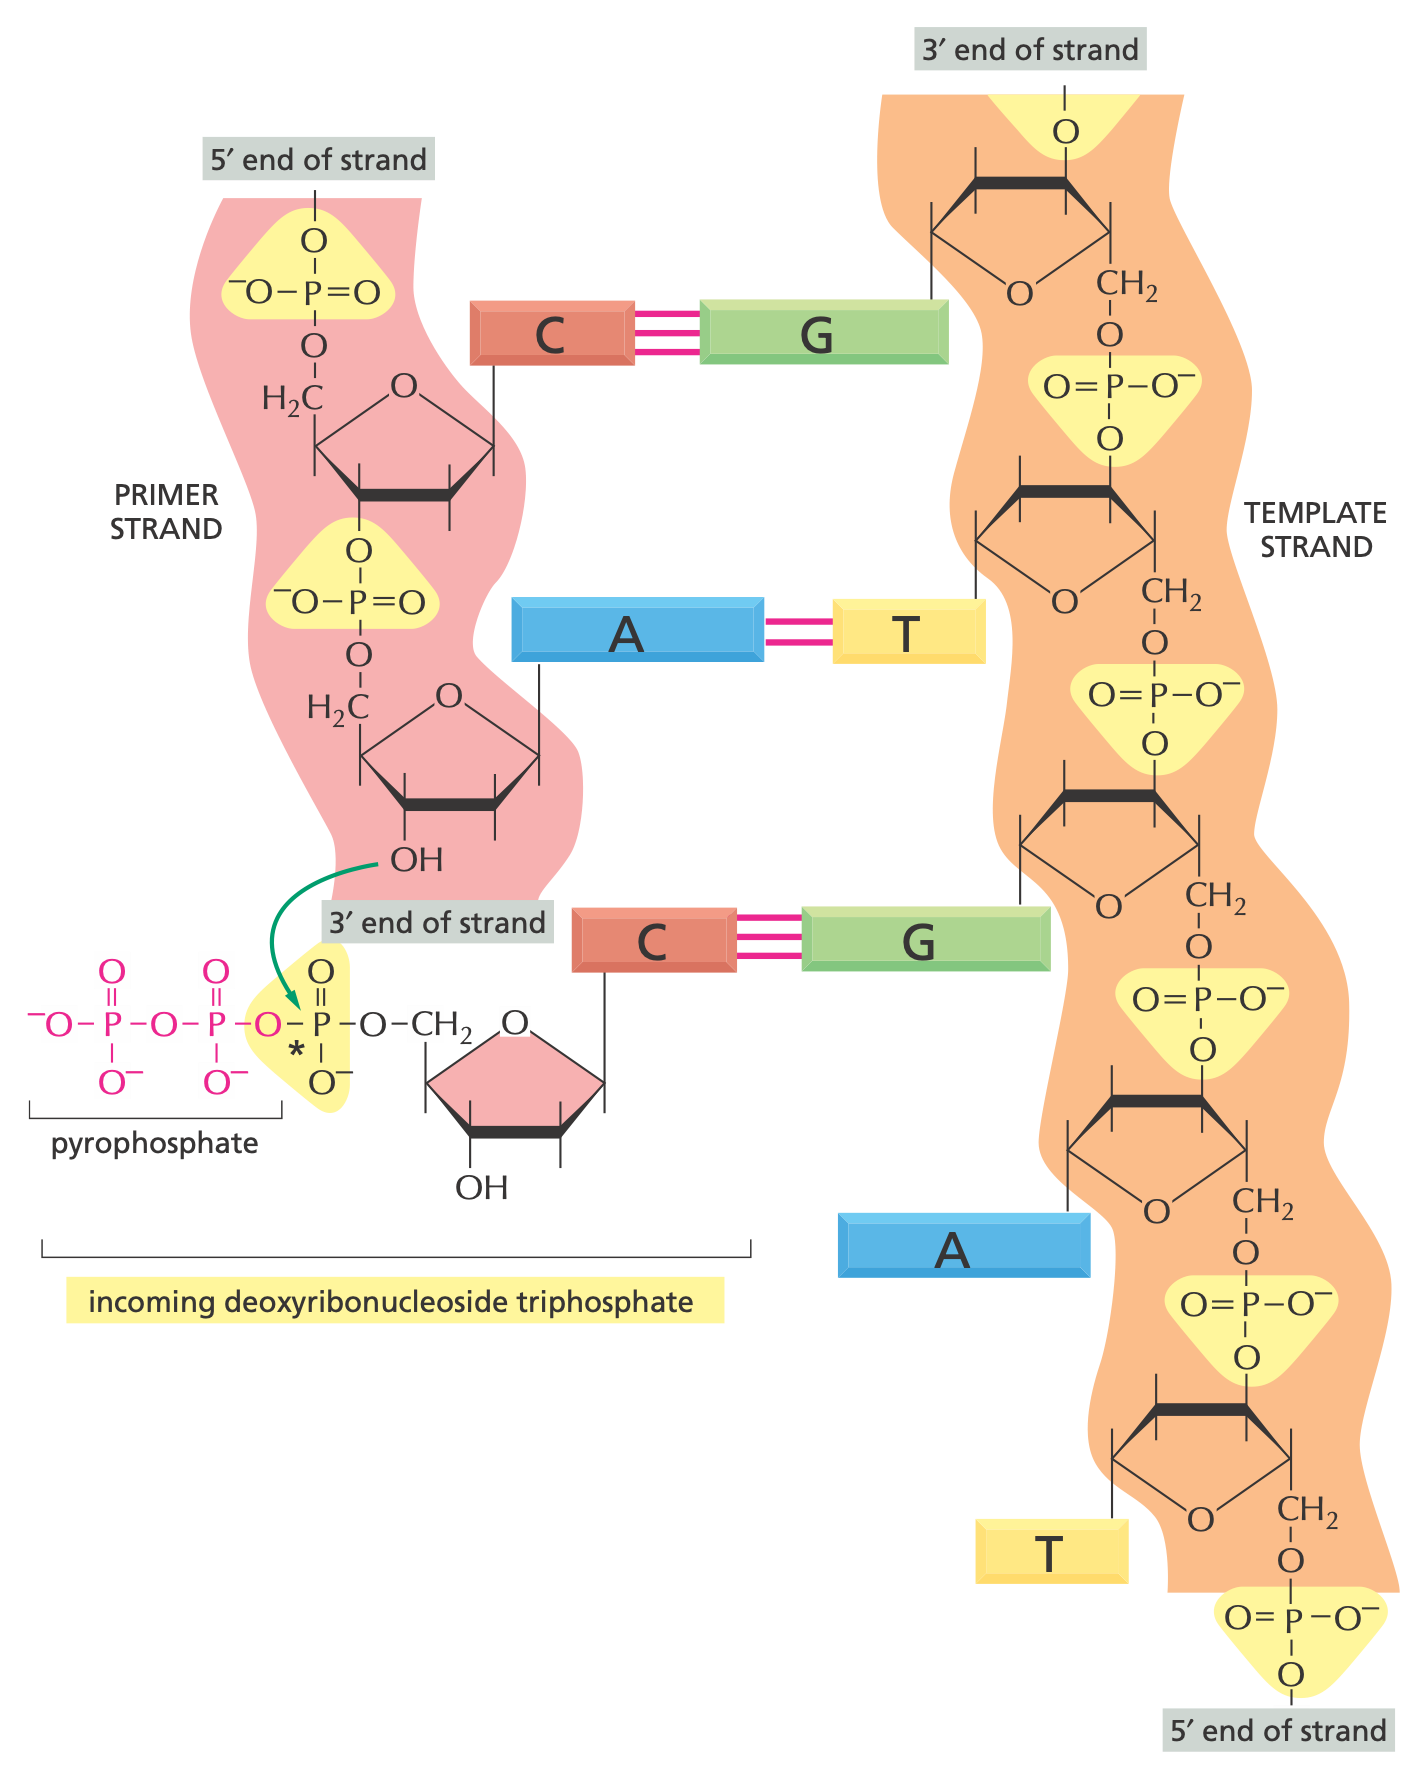 3′ end of strand
O
5′ end of strand
O
O
CH2
⁻O–P=O
O
C G
O
O=P–O⁻
H2C O
O
PRIMER
STRAND
TEMPLATE
STRAND
O
O
CH2
⁻O–P=O
A T
O
O
O=P–O⁻
H2C O
O
OH
O
CH2
3′ end of strand
C G
O
O O O
O=P–O⁻
⁻O–P–O–P–O–P–O–CH2 O
*
O
O⁻ O⁻ O⁻
pyrophosphate
OH
CH2
O
A
O
incoming deoxyribonucleoside triphosphate
O=P–O⁻
O
CH2
O
T
O
O=P–O⁻
O
5′ end of strand